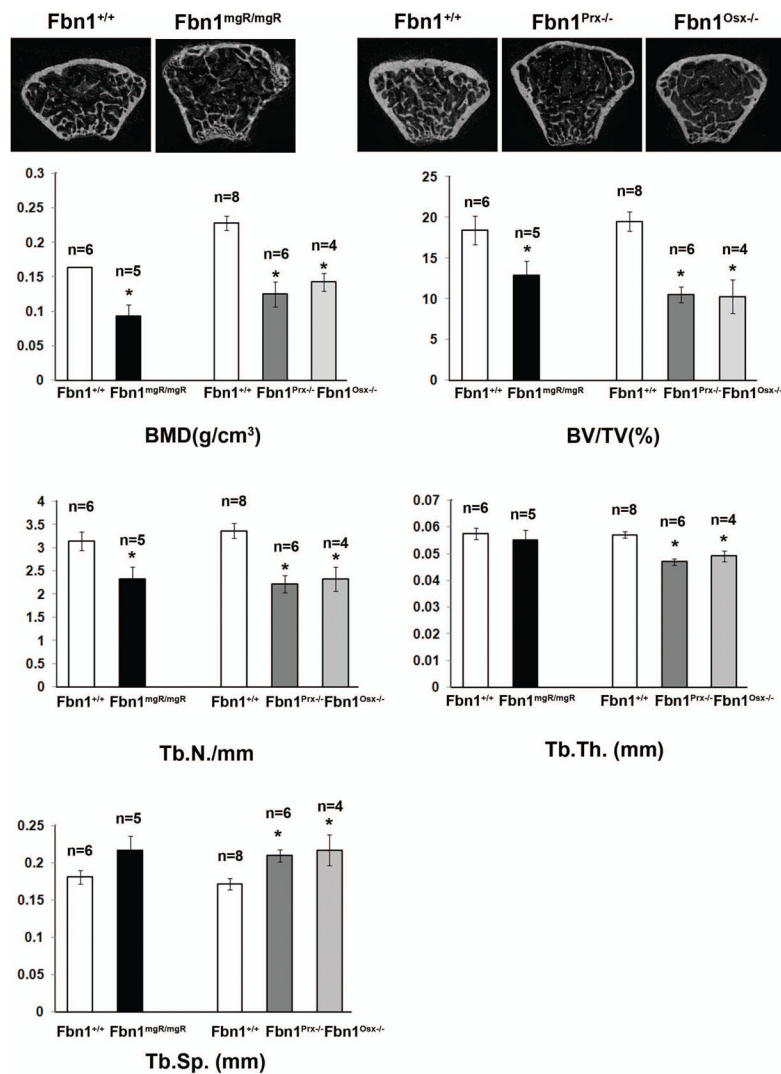 Fbn1+/+ Fbn1mgR/mgR Fbn1+/+ Fbn1Prx-/- Fbn1Osx-/-
0.3
0.25
0.2
0.15
0.1
0.05
0
n=6
n=5
*
n=8
n=6
*
n=4
*
Fbn1+/+ Fbn1mgR/mgR Fbn1+/+ Fbn1Prx-/- Fbn1Osx-/-
BMD(g/cm³)
25
20
15
10
5
0
n=6
n=5
*
n=8
n=6
*
n=4
*
Fbn1+/+ Fbn1mgR/mgR Fbn1+/+ Fbn1Prx-/- Fbn1Osx-/-
BV/TV(%)
4
3.5
3
2.5
2
1.5
1
0.5
0
n=6
n=5
*
n=8
n=6
*
n=4
*
Fbn1+/+ Fbn1mgR/mgR Fbn1+/+ Fbn1Prx-/- Fbn1Osx-/-
Tb.N./mm
0.07
0.06
0.05
0.04
0.03
0.02
0.01
0
n=6
n=5
n=8
n=6
*
n=4
*
Fbn1+/+ Fbn1mgR/mgR Fbn1+/+ Fbn1Prx-/- Fbn1Osx-/-
Tb.Th. (mm)
0.25
0.2
0.15
0.1
0.05
0
n=6
n=5
n=8
n=6
*
n=4
*
Fbn1+/+ Fbn1mgR/mgR Fbn1+/+ Fbn1Prx-/- Fbn1Osx-/-
Tb.Sp. (mm)